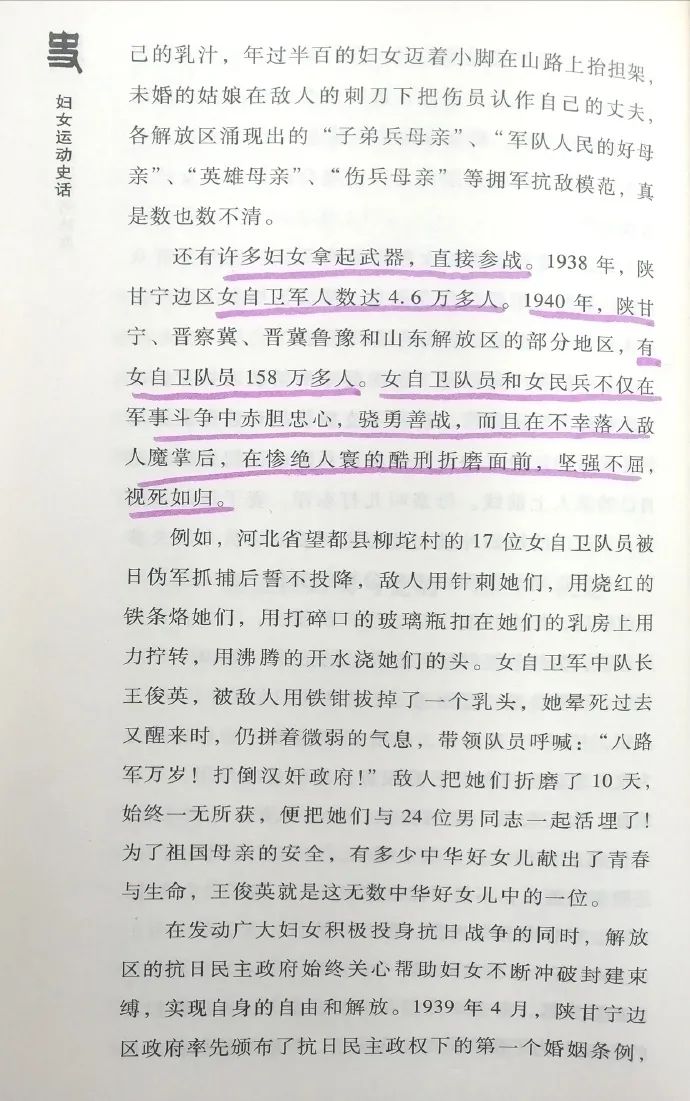 史
妇女运动史话
己的乳汁，年过半百的妇女迈着小脚在山路上抬担架，
未婚的姑娘在敌人的刺刀下把伤员认作自己的丈夫，
各解放区涌现出的“子弟兵母亲”、“军队人民的好母
亲”、“英雄母亲”、“伤兵母亲”等拥军抗敌模范，真
是数也数不清。
还有许多妇女拿起武器，直接参战。1938 年，陕
甘宁边区女自卫军人数达 4.6 万多人。1940 年，陕甘
宁、晋察冀、晋冀鲁豫和山东解放区的部分地区，有
女自卫队员 158 万多人。女自卫队员和女民兵不仅在
军事斗争中赤胆忠心，骁勇善战，而且在不幸落入敌
人魔掌后，在惨绝人寰的酷刑折磨面前，坚强不屈，
视死如归。
例如，河北省望都县柳坨村的 17 位女自卫队员被
日伪军抓捕后誓不投降，敌人用针刺她们，用烧红的
铁条烙她们，用打碎口的玻璃瓶扣在她们的乳房上用
力拧转，用沸腾的开水浇她们的头。女自卫军中队长
王俊英，被敌人用铁钳拔掉了一个乳头，她晕死过去
又醒来时，仍拼着微弱的气息，带领队员呼喊：“八路
军万岁！打倒汉奸政府！”敌人把她们折磨了 10 天，
始终一无所获，便把她们与 24 位男同志一起活埋了！
为了祖国母亲的安全，有多少中华好女儿献出了青春
与生命，王俊英就是这无数中华好女儿中的一位。
在发动广大妇女积极投身抗日战争的同时，解放
区的抗日民主政府始终关心帮助妇女不断冲破封建束
缚，实现自身的自由和解放。1939 年 4 月，陕甘宁边
区政府率先颁布了抗日民主政权下的第一个婚姻条例，